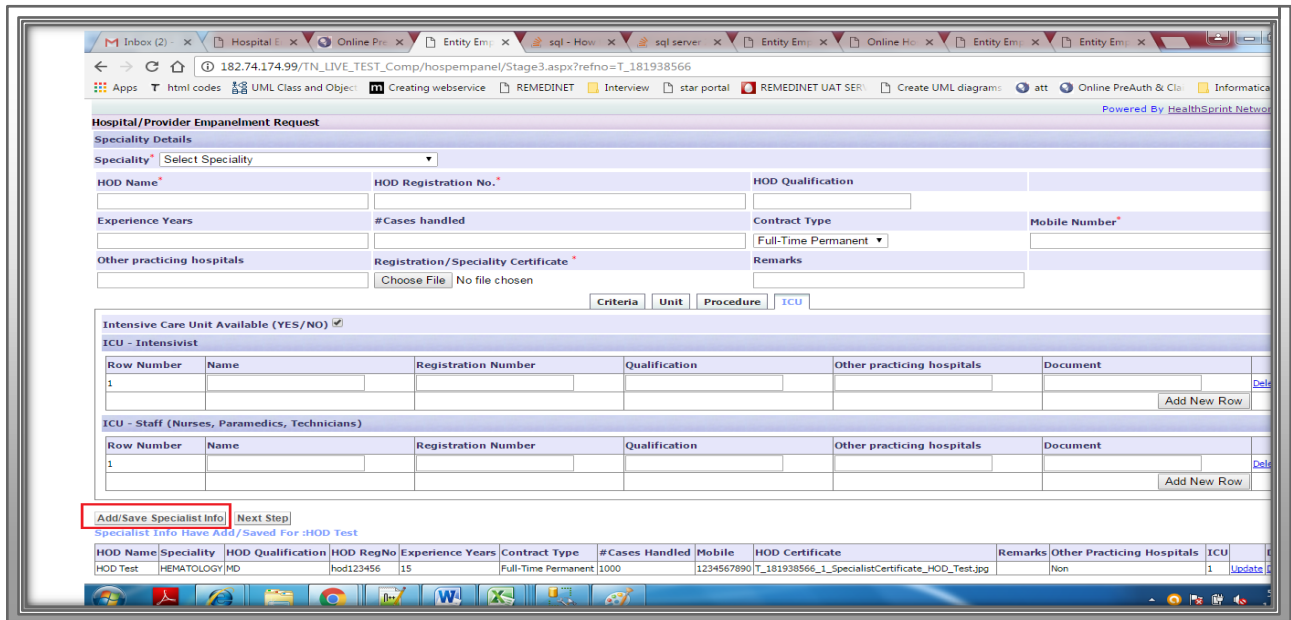 Inbox (2) - Hospital E Online Pre Entity Emp sql - How sql server Entity Emp Online Ho Entity Emp Entity Emp
182.74.174.99/TN_LIVE_TEST_Comp/hospempanel/Stage3.aspx?refno=T_181938566
Apps html codes UML Class and Object Creating webservice REMEDINET Interview star portal REMEDINET UAT SER Create UML diagrams att Online PreAuth & Cla Informatica
Powered By HealthSprint Networ
Hospital/Provider Empanelment Request
Speciality Details
Speciality* Select Speciality
HOD Name* HOD Registration No.* HOD Qualification
Experience Years #Cases handled Contract Type Mobile Number*
Full-Time Permanent
Other practicing hospitals Registration/Speciality Certificate * Remarks
Choose File No file chosen
Criteria Unit Procedure ICU
Intensive Care Unit Available (YES/NO)
ICU - Intensivist
Row Number Name Registration Number Qualification Other practicing hospitals Document
1 Dele
Add New Row
ICU - Staff (Nurses, Paramedics, Technicians)
Row Number Name Registration Number Qualification Other practicing hospitals Document
1 Dele
Add New Row
Add/Save Specialist Info Next Step
Specialist Info Have Add/Saved For :HOD Test
HOD Name Speciality HOD Qualification HOD RegNo Experience Years Contract Type #Cases Handled Mobile HOD Certificate Remarks Other Practicing Hospitals ICU
HOD Test HEMATOLOGY MD hod123456 15 Full-Time Permanent 1000 1234567890 T_181938566_1_SpecialistCertificate_HOD_Test.jpg Non 1 Update